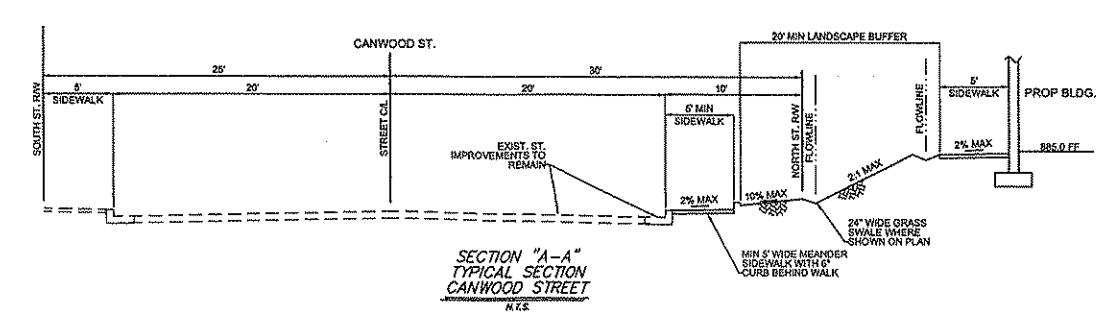 20' MIN LANDSCAPE BUFFER
CANWOOD ST.
25'
30'
5'
SIDEWALK
20'
20'
10'
5' MIN
SIDEWALK
5'
SIDEWALK
PROP BLDG.
SOUTH ST. R/W
STREET C/L
NORTH ST. R/W
FLOWLINE
FLOWLINE
EXIST. ST.
IMPROVEMENTS TO
REMAIN
2% MAX
10% MAX
2:1 MAX
2% MAX
885.0 FF
24" WIDE GRASS
SWALE WHERE
SHOWN ON PLAN
MIN 5' WIDE MEANDER
SIDEWALK WITH 6"
CURB BEHIND WALK
SECTION "A-A"
TYPICAL SECTION
CANWOOD STREET
N.T.S.